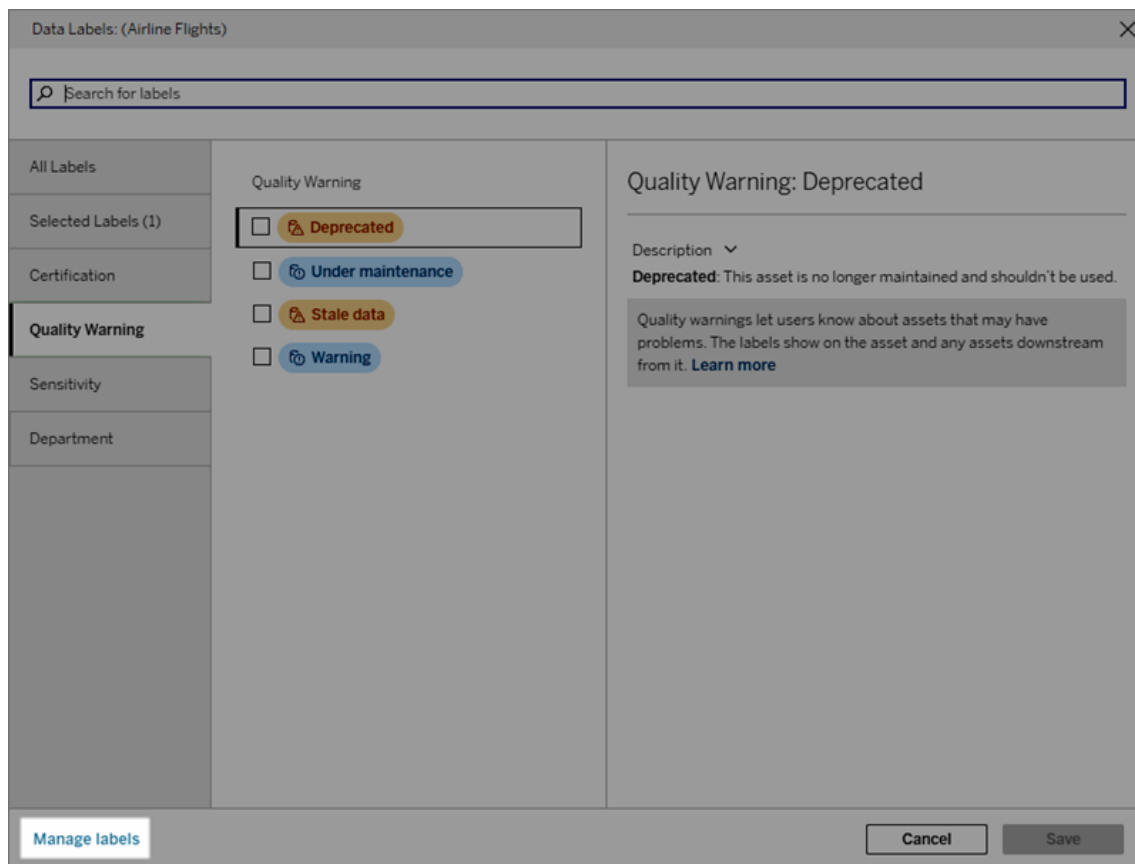 Data Labels: (Airline Flights)
Search for labels
All Labels
Selected Labels (1)
Certification
Quality Warning
Sensitivity
Department
Quality Warning
Deprecated
Under maintenance
Stale data
Warning
Quality Warning: Deprecated
Description
Deprecated: This asset is no longer maintained and shouldn't be used.
Quality warnings let users know about assets that may have
problems. The labels show on the asset and any assets downstream
from it. Learn more
Manage labels
Cancel
Save